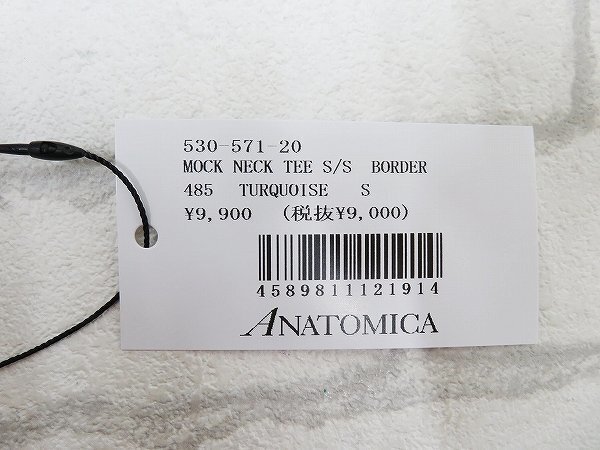 530-571-20
MOCK NECK TEE S/S BORDER
485 TURQUOISE S
¥9,900 (税抜¥9,000)
4589811121914
ANATOMICA